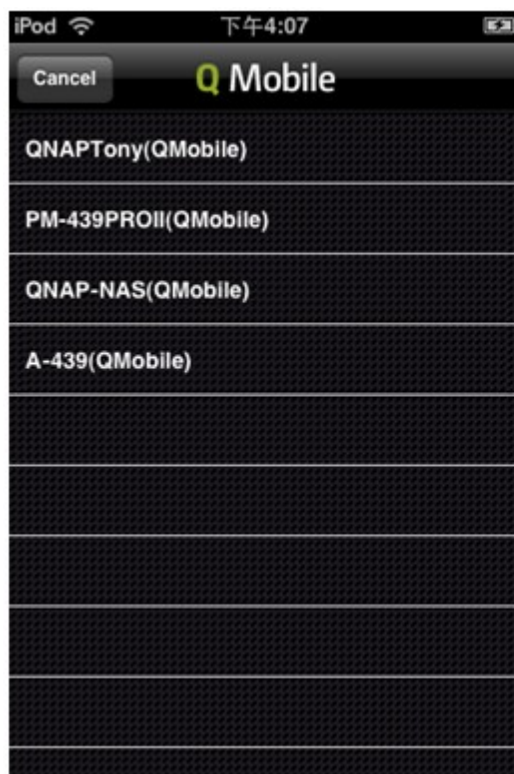 iPod 下午4:07
Cancel Q Mobile
QNAPTony(QMobile)
PM-439PROII(QMobile)
QNAP-NAS(QMobile)
A-439(QMobile)